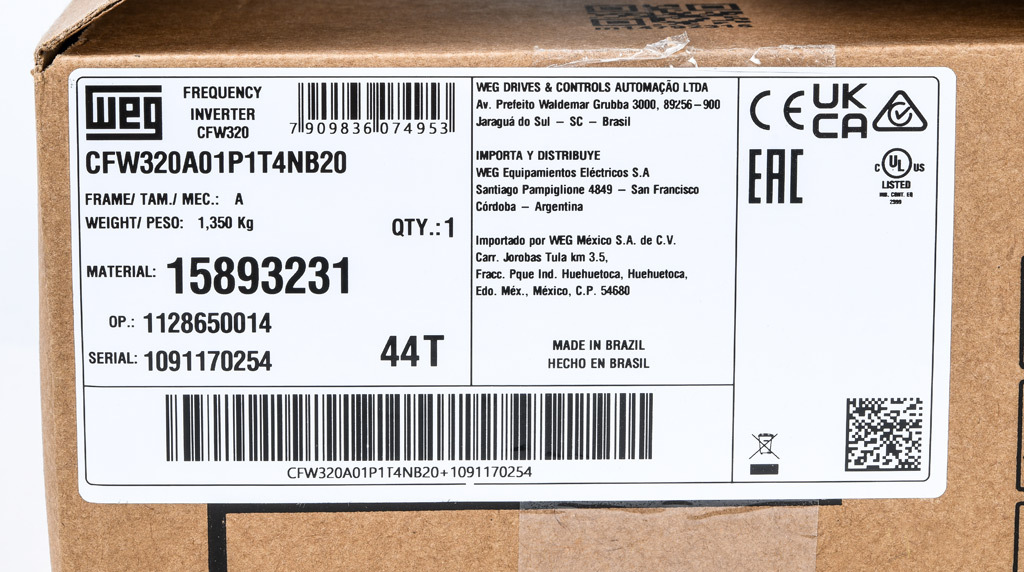 WEG
FREQUENCY
INVERTER
CFW320
7 909836 074953
CFW320A01P1T4NB20
FRAME/ TAM./ MEC.: A
WEIGHT/ PESO: 1,350 Kg
QTY.: 1
MATERIAL: 15893231
OP.: 1128650014
SERIAL: 1091170254
44T
WEG DRIVES & CONTROLS AUTOMAÇÃO LTDA
Av. Prefeito Waldemar Grubba 3000, 89256-900
Jaraguá do Sul – SC – Brasil
IMPORTA Y DISTRIBUYE
WEG Equipamientos Eléctricos S.A
Santiago Pampiglione 4849 – San Francisco
Córdoba – Argentina
Importado por WEG México S.A. de C.V.
Carr. Jorobas Tula km 3.5,
Fracc. Pque Ind. Huehuetoca, Huehuetoca,
Edo. Méx., México, C.P. 54680
MADE IN BRAZIL
HECHO EN BRASIL
CE
UK
CA
EAC
C UL US
LISTED
IND. CONT. EQ
CFW320A01P1T4NB20+1091170254